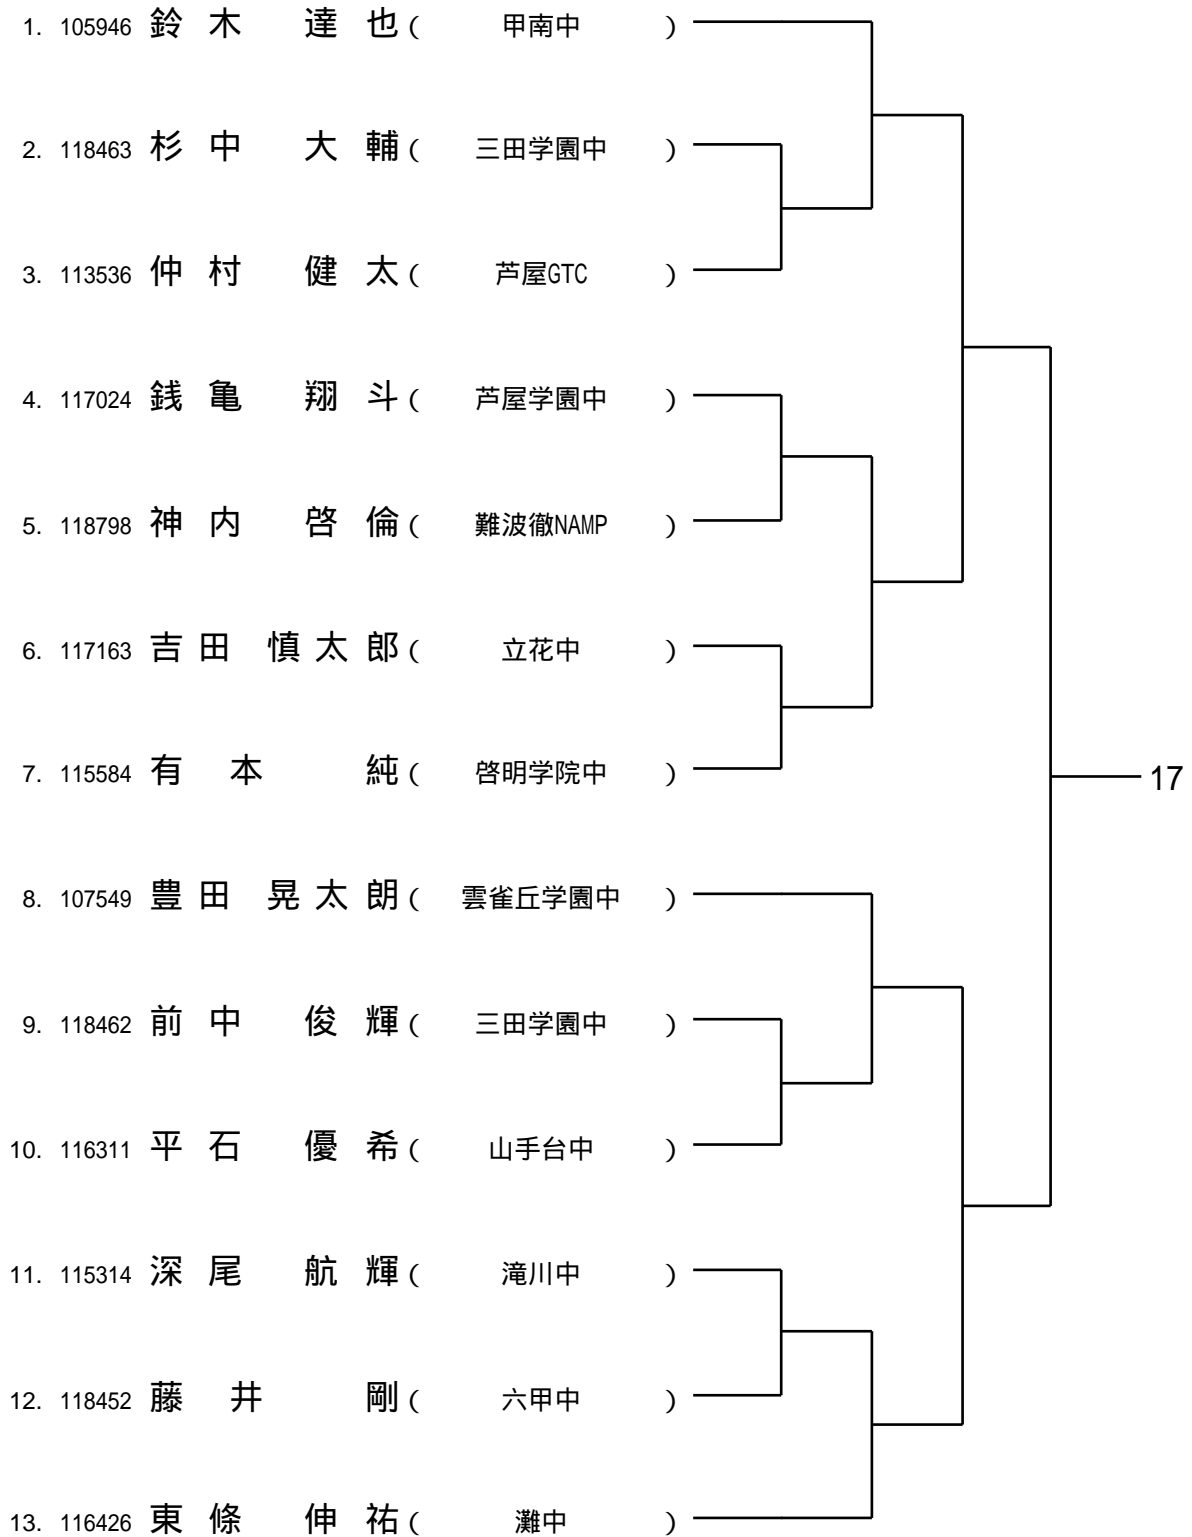 1. 105946 鈴木 達也 ( 甲南中 )
2. 118463 杉中 大輔 ( 三田学園中 )
3. 113536 仲村 健太 ( 芦屋GTC )
4. 117024 銭亀 翔斗 ( 芦屋学園中 )
5. 118798 神内 啓倫 ( 難波徹NAMP )
6. 117163 吉田 慎太郎 ( 立花中 )
7. 115584 有本 純 ( 啓明学院中 )
17
8. 107549 豊田 晃太朗 ( 雲雀丘学園中 )
9. 118462 前中 俊輝 ( 三田学園中 )
10. 116311 平石 優希 ( 山手台中 )
11. 115314 深尾 航輝 ( 滝川中 )
12. 118452 藤井 剛 ( 六甲中 )
13. 116426 東條 伸祐 ( 灘中 )